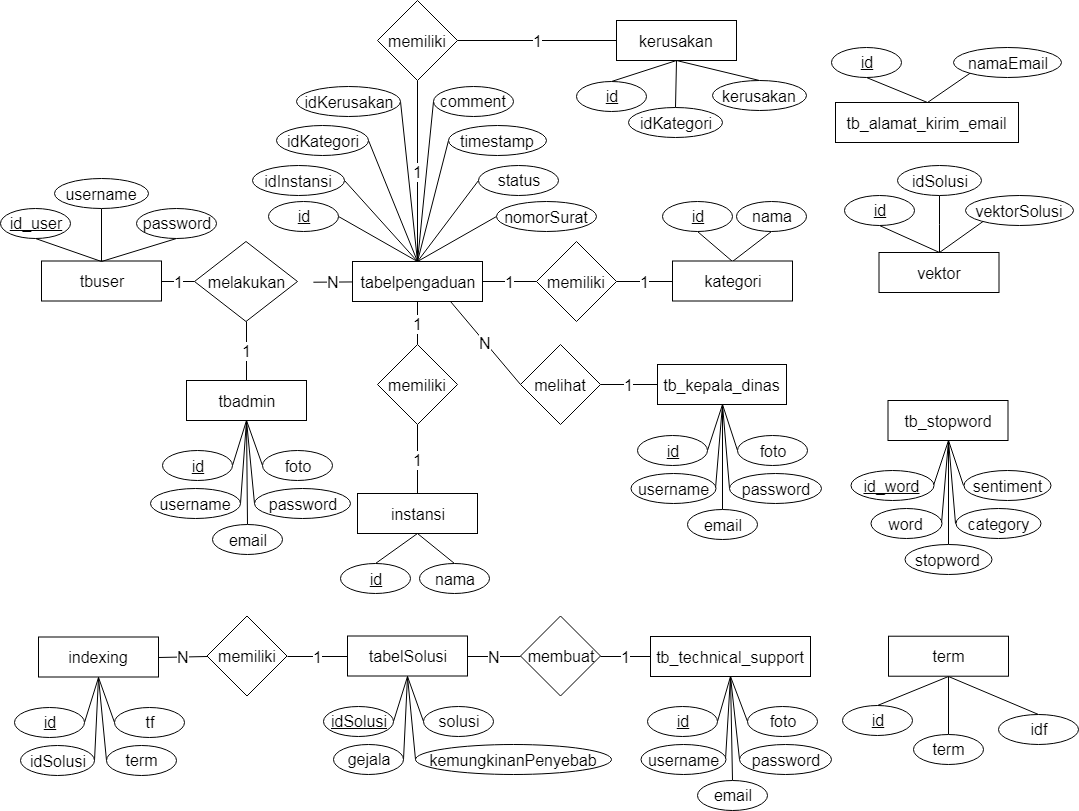 memiliki
1
kerusakan
id
idKategori
kerusakan
id
namaEmail
tb_alamat_kirim_email
idKerusakan
comment
idKategori
timestamp
idInstansi
status
id
nomorSurat
1
username
id_user
password
tbuser
1
melakukan
N
tabelpengaduan
1
memiliki
1
kategori
id
nama
idSolusi
id
vektorSolusi
vektor
1
tbadmin
id
foto
username
password
email
1
memiliki
1
instansi
id
nama
N
melihat
1
tb_kepala_dinas
id
foto
username
password
email
tb_stopword
id_word
sentiment
word
category
stopword
indexing
N
memiliki
1
tabelSolusi
N
membuat
1
tb_technical_support
id
tf
idSolusi
term
idSolusi
solusi
gejala
kemungkinanPenyebab
id
foto
username
password
email
term
id
term
idf